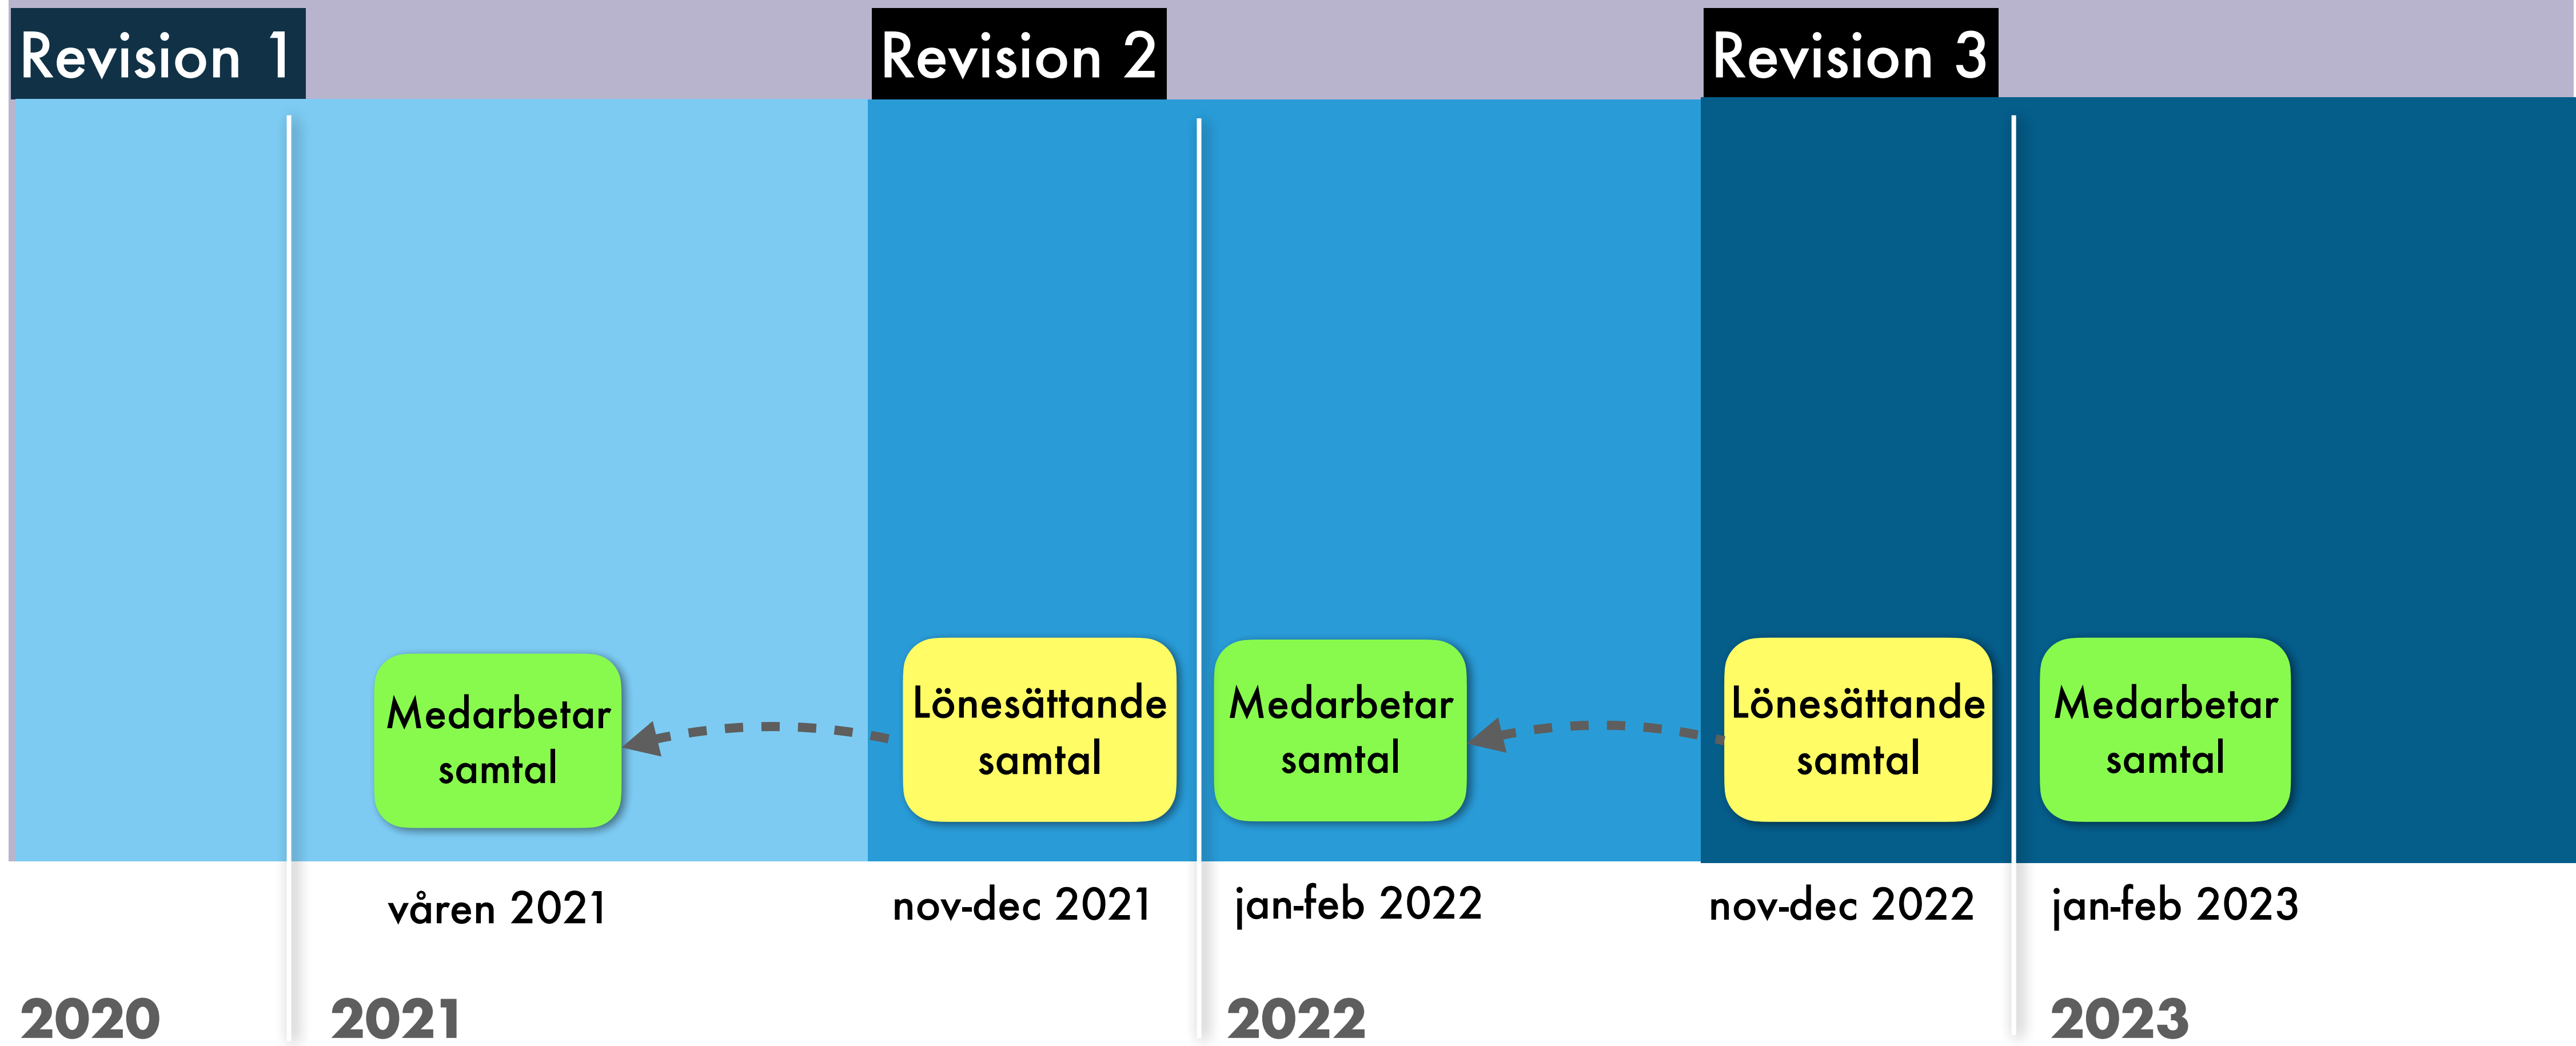 Revision 1
Revision 2
Revision 3
Medarbetar
samtal
Lönesättande
samtal
Medarbetar
samtal
Lönesättande
samtal
Medarbetar
samtal
våren 2021
nov-dec 2021
jan-feb 2022
nov-dec 2022
jan-feb 2023
2020
2021
2022
2023